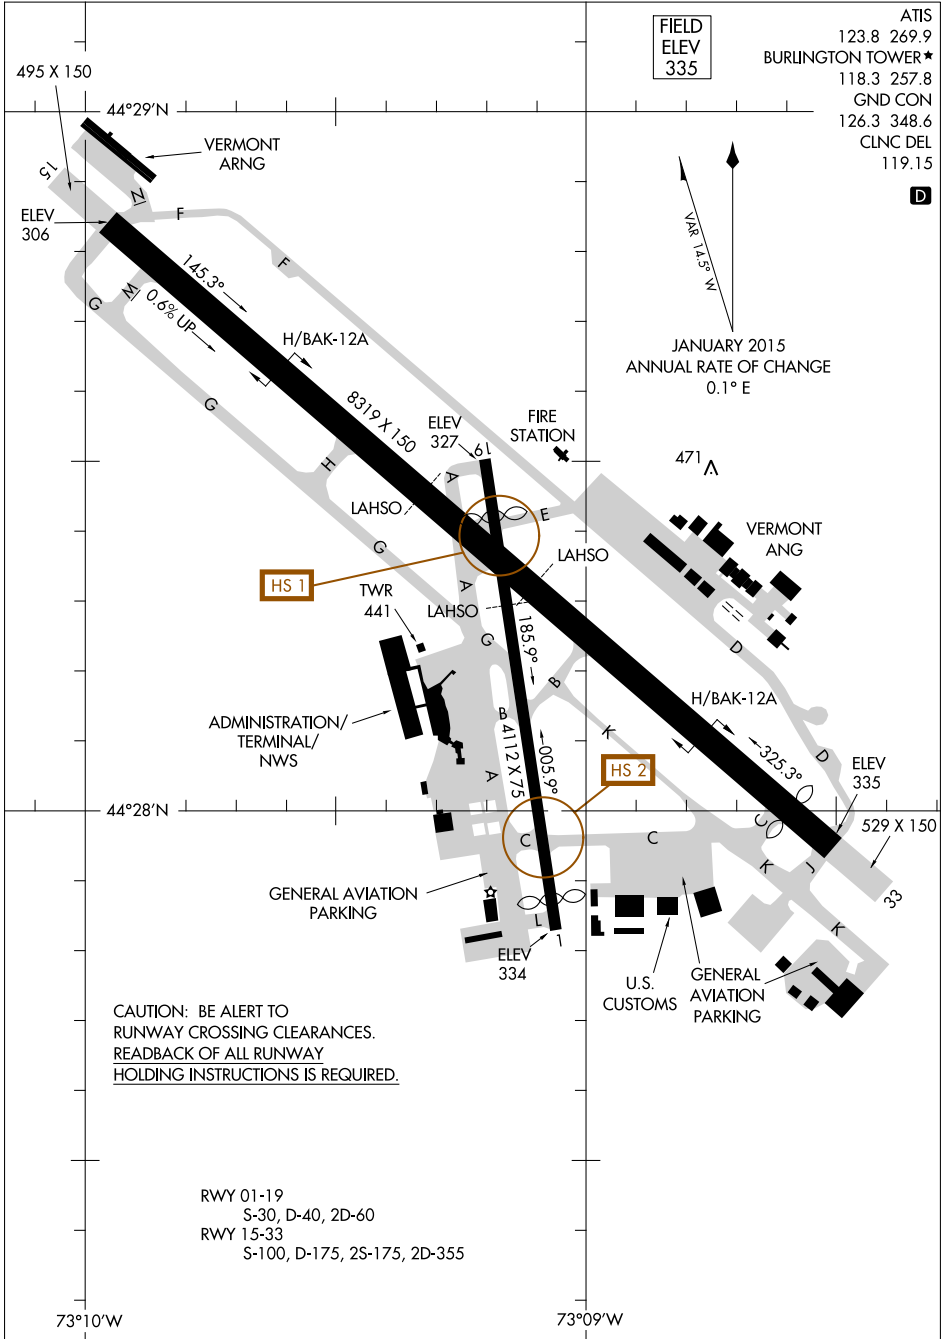 FIELD
ELEV
335
ATIS
123.8 269.9
BURLINGTON TOWER★
118.3 257.8
GND CON
126.3 348.6
CLNC DEL
119.15
D
495 X 150
44°29'N
VERMONT
ARNG
15
N
ELEV
306
F
F
145.3°
VAR 14.5° W
G
M
0.6% UP
H/BAK-12A
JANUARY 2015
ANNUAL RATE OF CHANGE
0.1° E
G
8319 X 150
ELEV
327
19
FIRE
STATION
H
A
471
LAHSO
E
VERMONT
ANG
G
LAHSO
HS 1
TWR
441
A
LAHSO
G
185.9°
D
B
H/BAK-12A
ADMINISTRATION/
TERMINAL/
NWS
B
4112 X 75
K
A
005.9°
HS 2
325.3°
D
ELEV
335
44°28'N
C
C
C
529 X 150
K
J
GENERAL AVIATION
PARKING
33
L
1
K
ELEV
334
U.S.
CUSTOMS
GENERAL
AVIATION
PARKING
CAUTION: BE ALERT TO
RUNWAY CROSSING CLEARANCES.
READBACK OF ALL RUNWAY
HOLDING INSTRUCTIONS IS REQUIRED.
RWY 01-19
S-30, D-40, 2D-60
RWY 15-33
S-100, D-175, 2S-175, 2D-355
73°10'W
73°09'W